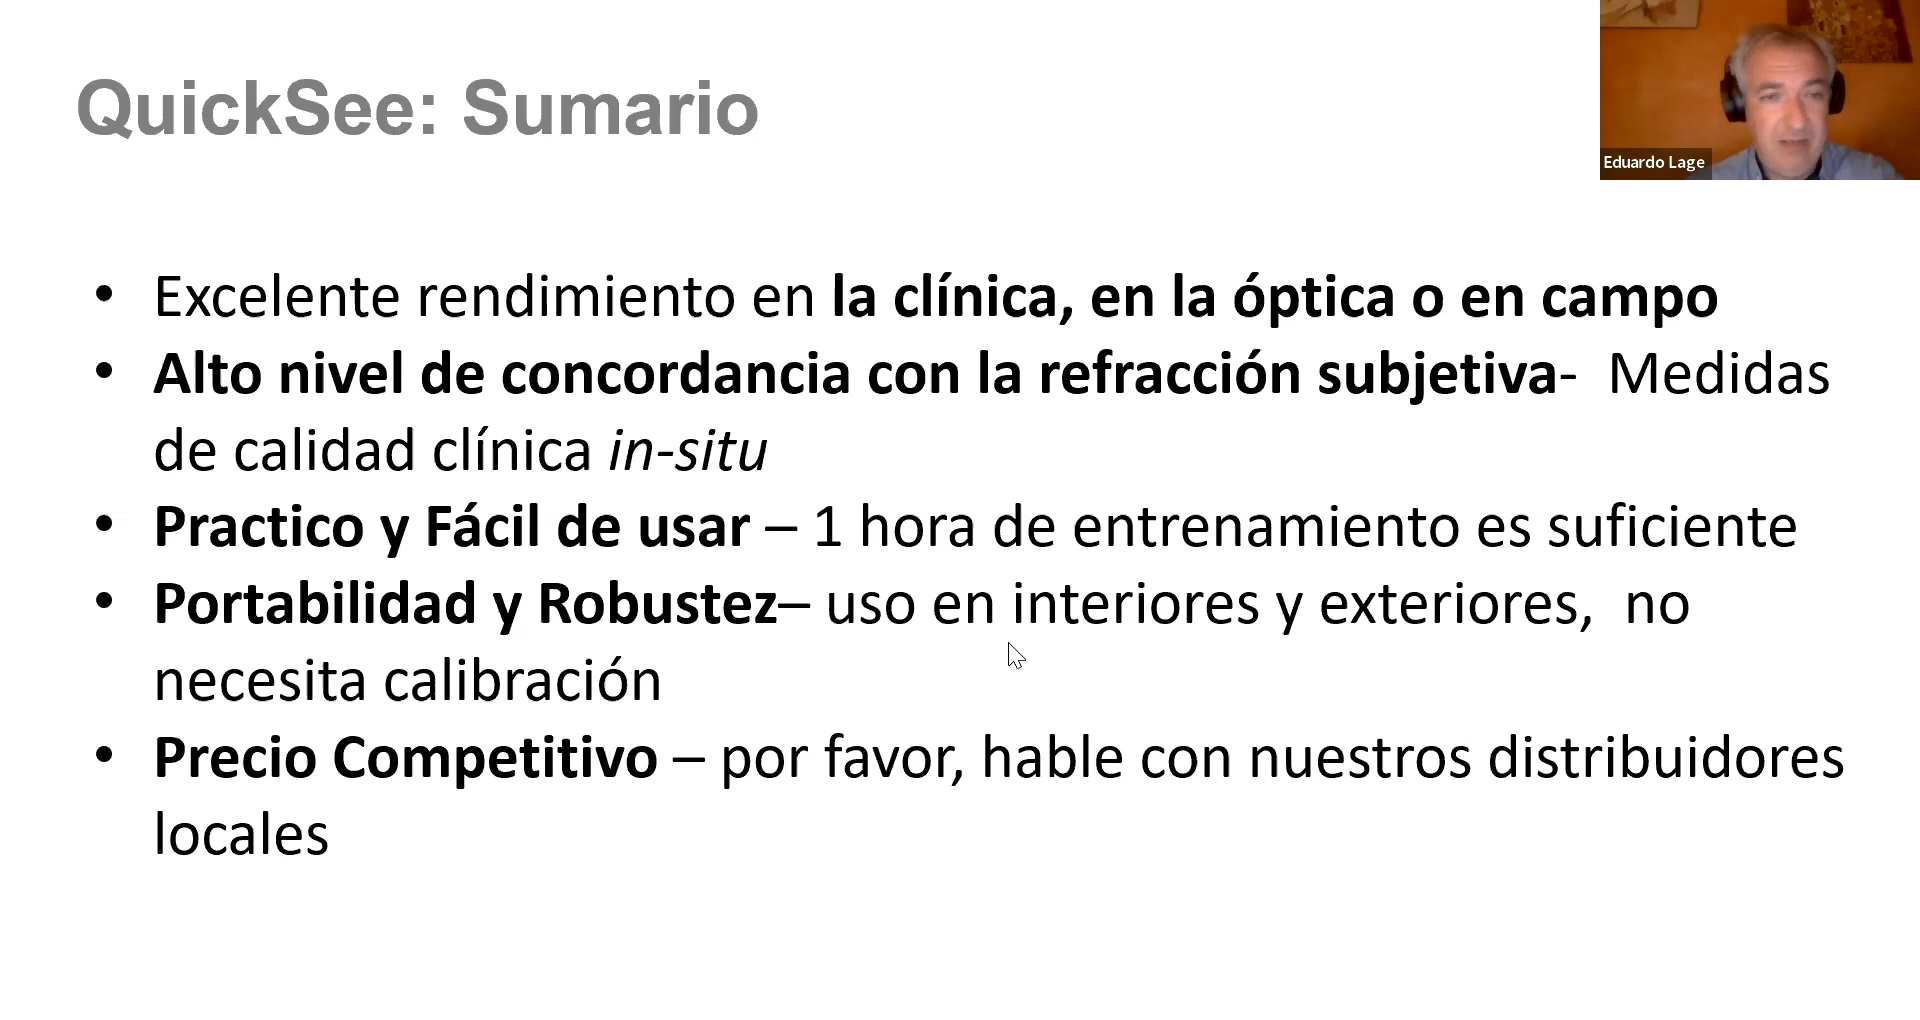 QuickSee: Sumario
Eduardo Lage
• Excelente rendimiento en la clínica, en la óptica o en campo
• Alto nivel de concordancia con la refracción subjetiva-  Medidas
de calidad clínica in-situ
• Practico y Fácil de usar – 1 hora de entrenamiento es suficiente
• Portabilidad y Robustez– uso en interiores y exteriores,  no
necesita calibración
• Precio Competitivo – por favor, hable con nuestros distribuidores
locales